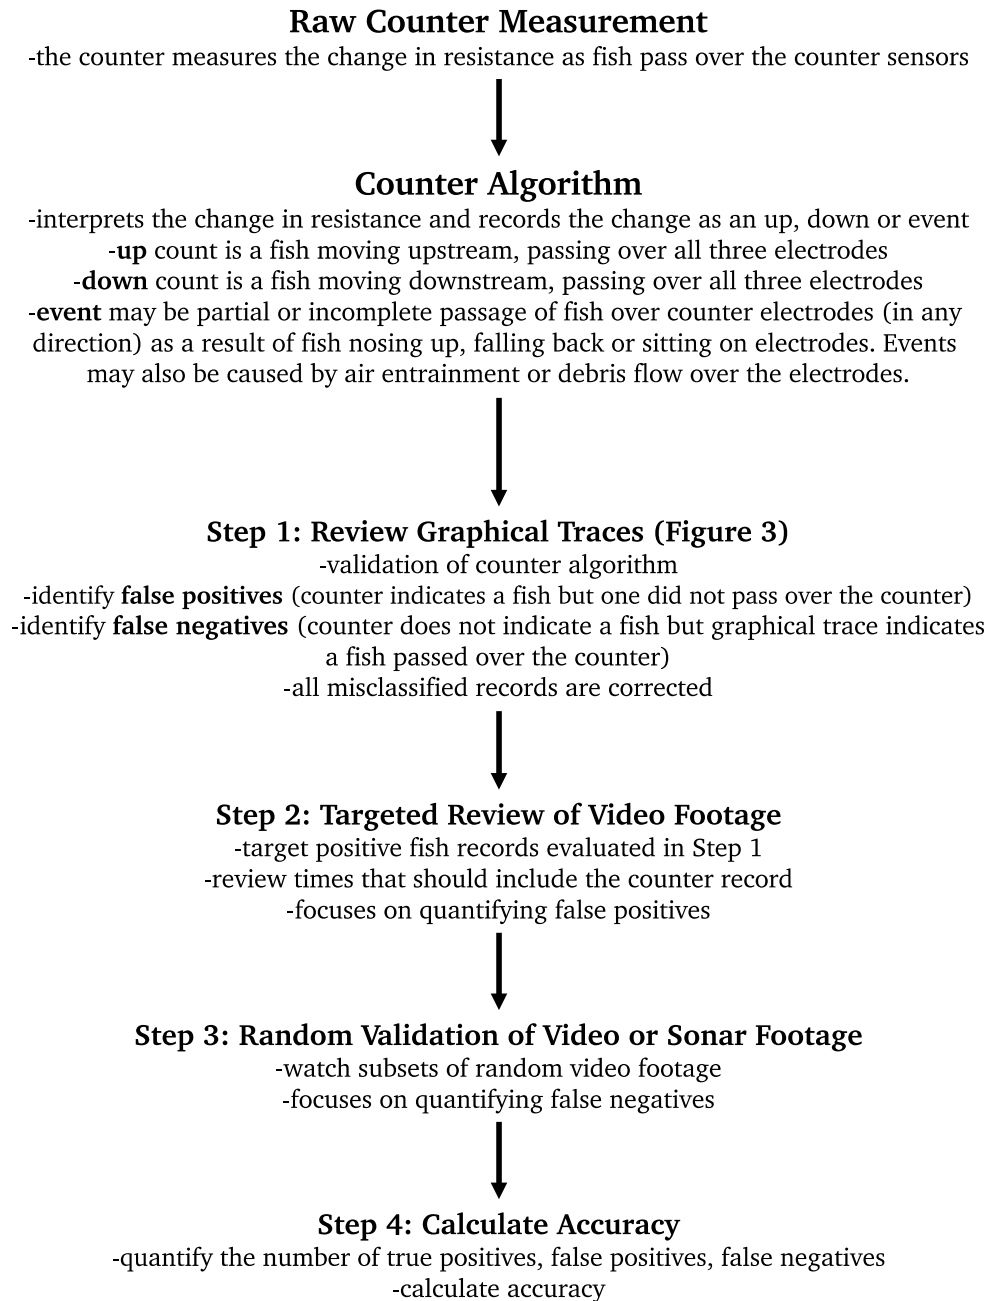 Raw Counter Measurement
-the counter measures the change in resistance as fish pass over the counter sensors
Counter Algorithm
-interprets the change in resistance and records the change as an up, down or event
-up count is a fish moving upstream, passing over all three electrodes
-down count is a fish moving downstream, passing over all three electrodes
-event may be partial or incomplete passage of fish over counter electrodes (in any
direction) as a result of fish nosing up, falling back or sitting on electrodes. Events
may also be caused by air entrainment or debris flow over the electrodes.
Step 1: Review Graphical Traces (Figure 3)
-validation of counter algorithm
-identify false positives (counter indicates a fish but one did not pass over the counter)
-identify false negatives (counter does not indicate a fish but graphical trace indicates
a fish passed over the counter)
-all misclassified records are corrected
Step 2: Targeted Review of Video Footage
-target positive fish records evaluated in Step 1
-review times that should include the counter record
-focuses on quantifying false positives
Step 3: Random Validation of Video or Sonar Footage
-watch subsets of random video footage
-focuses on quantifying false negatives
Step 4: Calculate Accuracy
-quantify the number of true positives, false positives, false negatives
-calculate accuracy